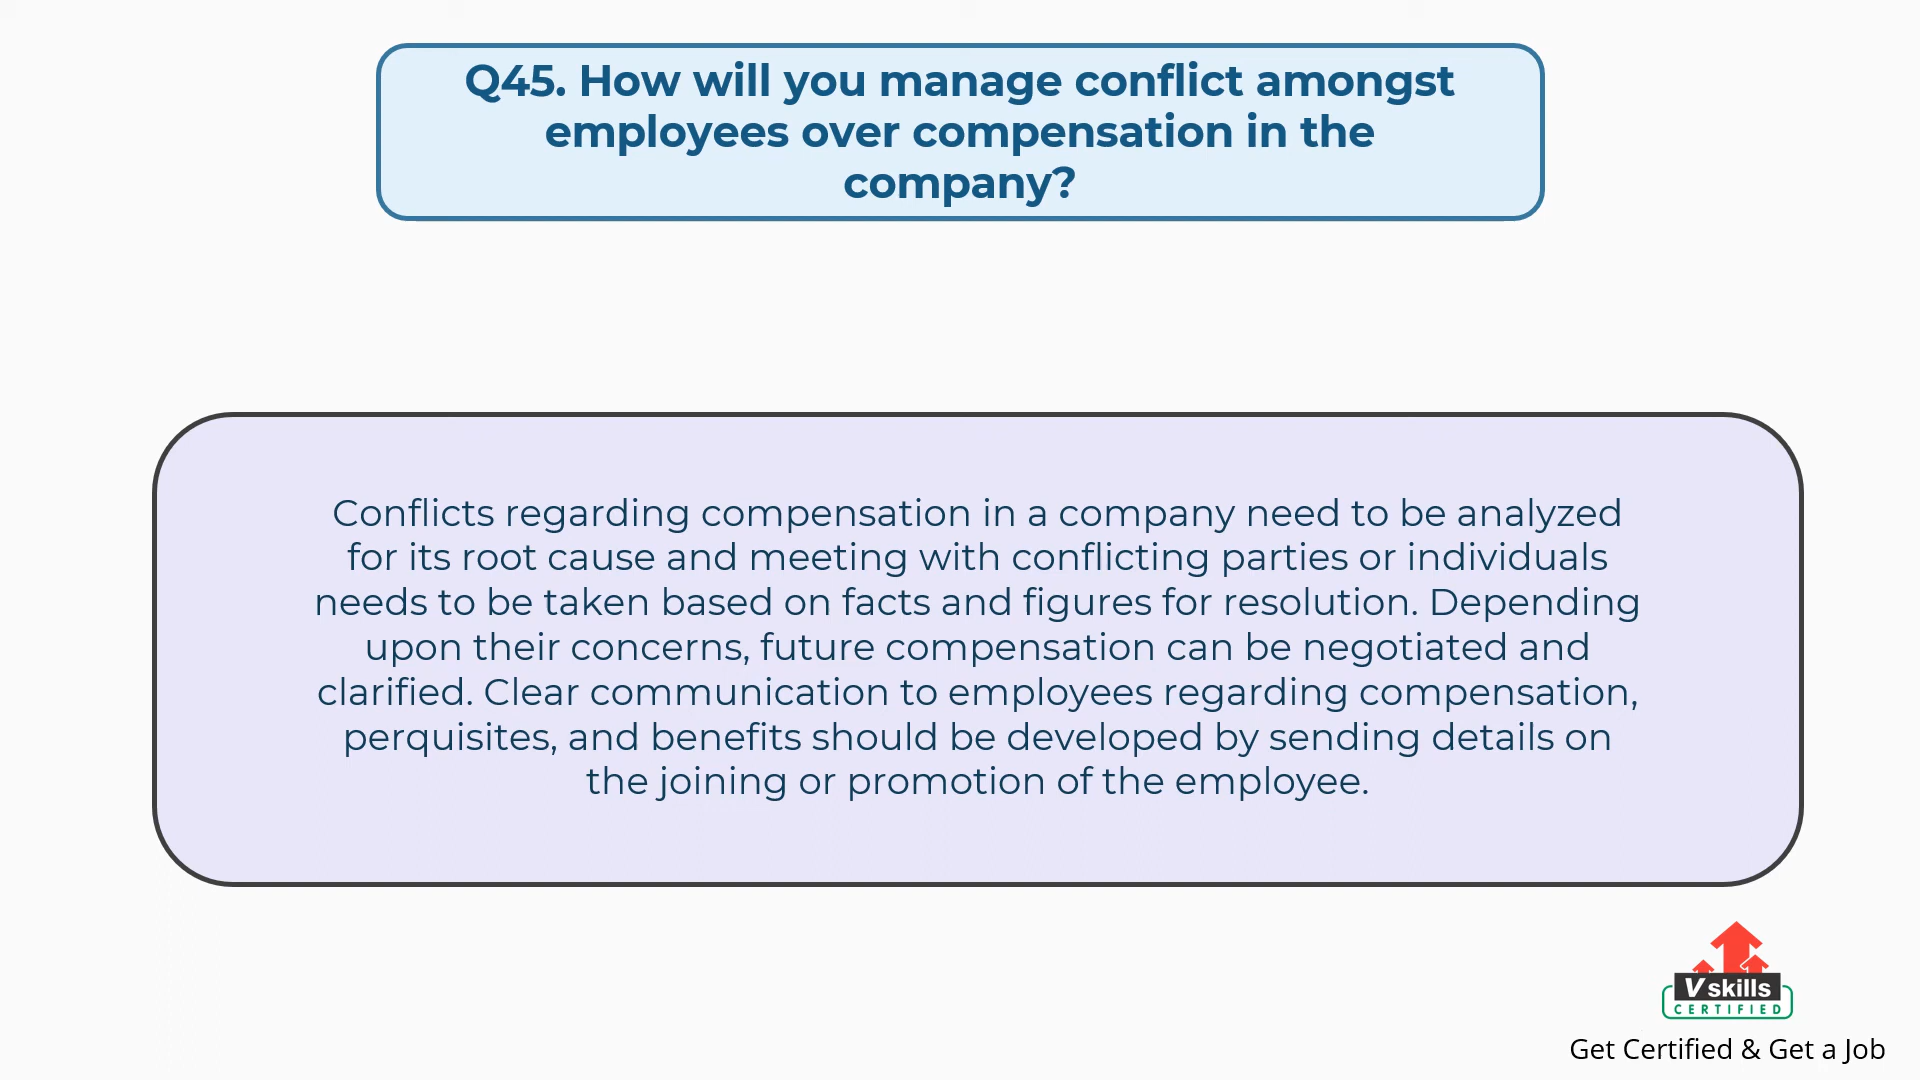 Q45. How will you manage conflict amongst
employees over compensation in the
company?
Conflicts regarding compensation in a company need to be analyzed
for its root cause and meeting with conflicting parties or individuals
needs to be taken based on facts and figures for resolution. Depending
upon their concerns, future compensation can be negotiated and
clarified. Clear communication to employees regarding compensation,
perquisites, and benefits should be developed by sending details on
the joining or promotion of the employee.
Vskills
CERTIFIED
Get Certified & Get a Job